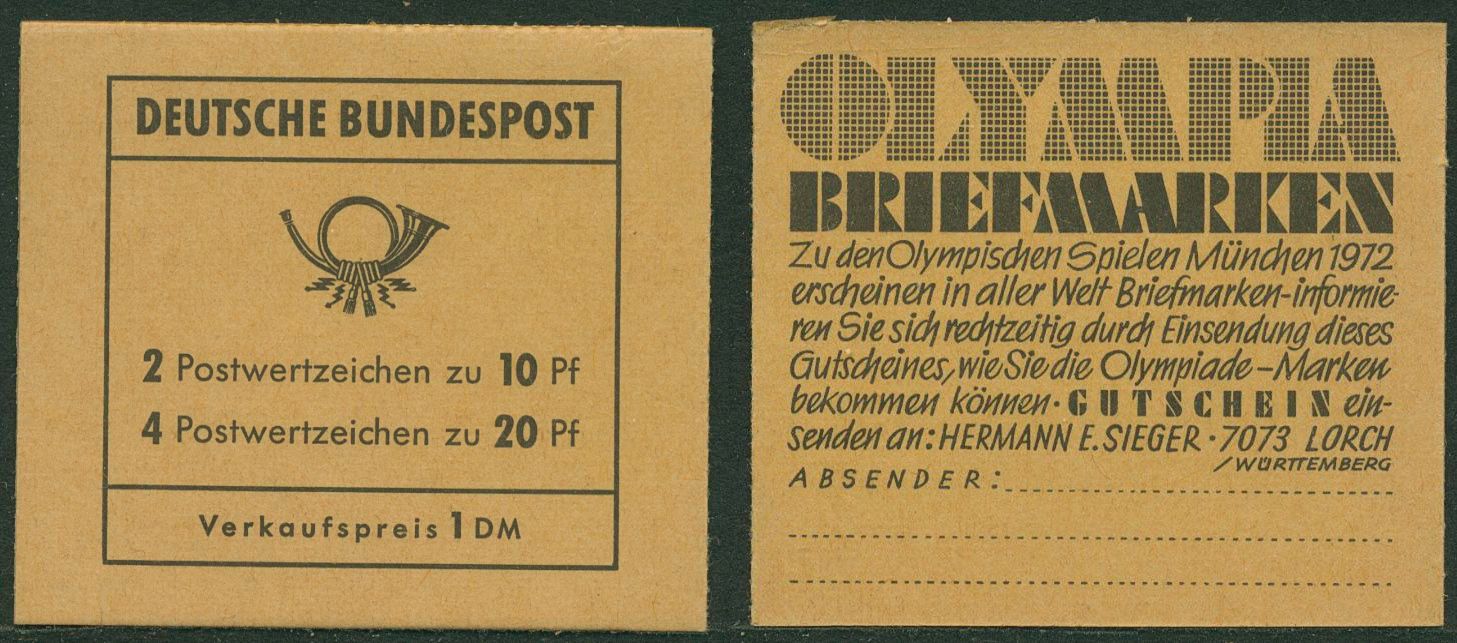 DEUTSCHE BUNDESPOST
2 Postwertzeichen zu 10 Pf
4 Postwertzeichen zu 20 Pf
Verkaufspreis 1 DM
OLYMPIA
BRIEFMARKEN
Zu den Olympischen Spielen München 1972
erscheinen in aller Welt Briefmarken-informie-
ren Sie sich rechtzeitig durch Einsendung dieses
Gutscheines, wie Sie die Olympiade-Marken
bekommen können · GUTSCHEIN ein-
senden an: HERMANN E. SIEGER · 7073 LORCH
/WÜRTTEMBERG
ABSENDER: